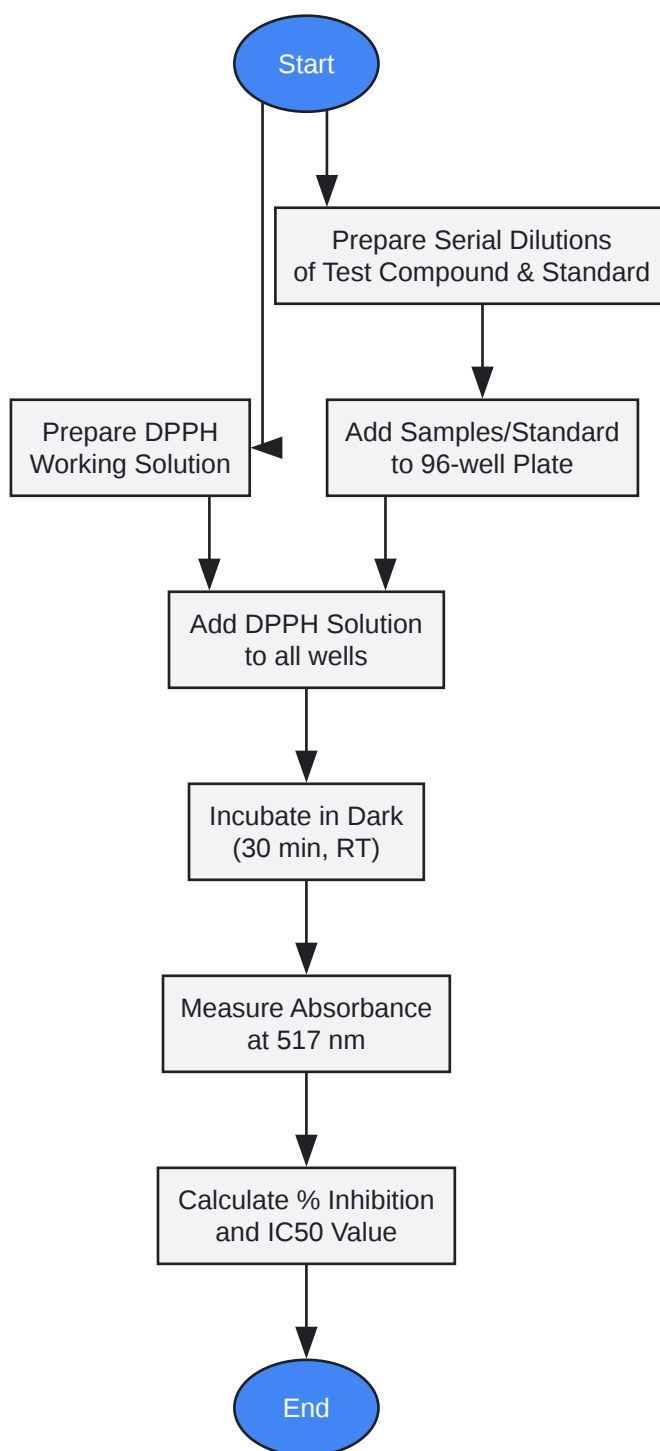 Start
Prepare Serial Dilutions
of Test Compound & Standard
Prepare DPPH
Working Solution
Add Samples/Standard
to 96-well Plate
Add DPPH Solution
to all wells
Incubate in Dark
(30 min, RT)
Measure Absorbance
at 517 nm
Calculate % Inhibition
and IC50 Value
End